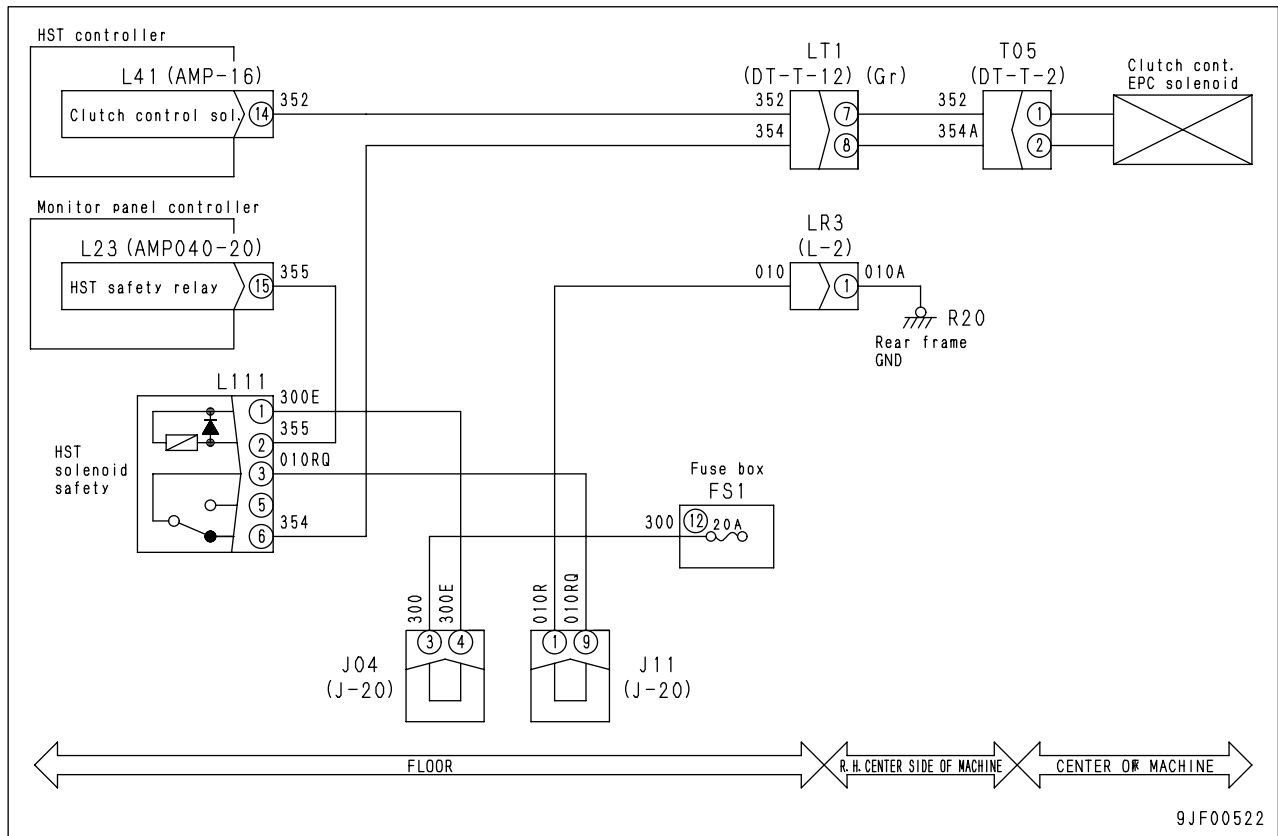 HST controller
L41 (AMP-16)
Clutch control sol.
14
352
LT1
(DT-T-12) (Gr)
352
354
7
8
352
354A
T05
(DT-T-2)
1
2
Clutch cont.
EPC solenoid
Monitor panel controller
L23 (AMP040-20)
HST safety relay
15
355
LR3
(L-2)
010
1
010A
R20
Rear frame
GND
L111
HST
solenoid
safety
1
300E
2
355
3
010RQ
5
6
354
Fuse box
FS1
300
12
20A
300
300E
010R
010RQ
3
4
1
9
J04
(J-20)
J11
(J-20)
FLOOR
R.H.CENTER SIDE OF MACHINE
CENTER OF MACHINE
9JF00522